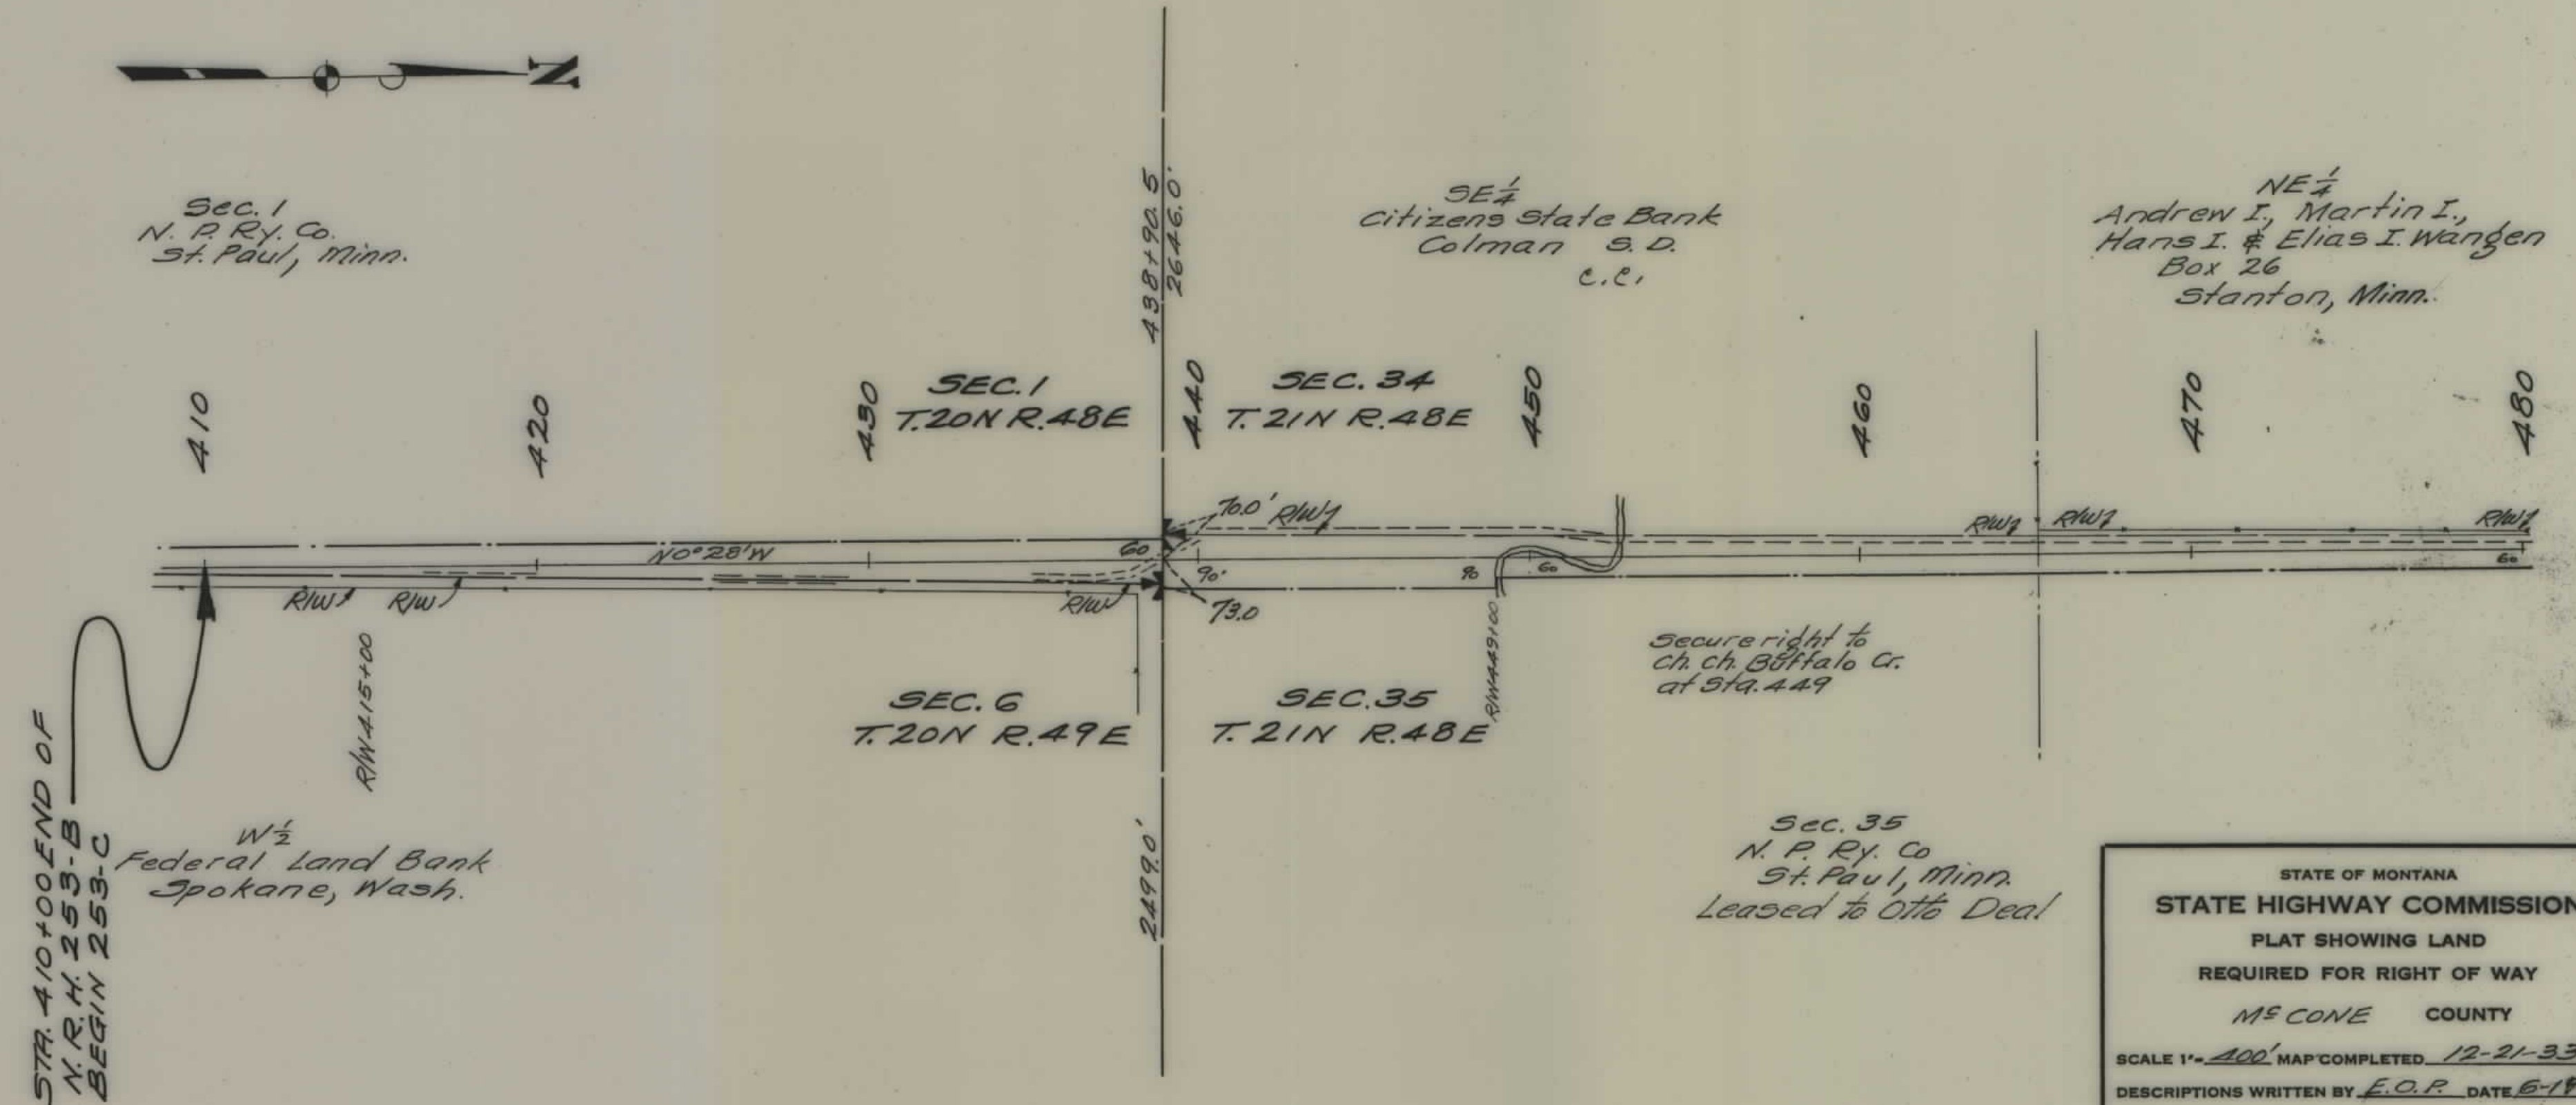 N
Sec. 1
N. P. Ry. Co.
St. Paul, Minn.
438+90.5
2646.0'
SE 1/4
Citizens State Bank
Colman S. D.
c.c.
NE 1/4
Andrew I., Martin I.,
Hans I. & Elias I. Wangen
Box 26
Stanton, Minn.
410
420
430
SEC. 1
T. 20N R. 48E
440
SEC. 34
T. 21N R. 48E
450
460
470
480
70.0'
R/W
R/W
R/W
R/W
N0°28'W
60
90'
90
60
60
R/W
R/W
R/W
73.0
R/W 415+00
R/W 449+00
Secure right to
ch. ch. Buffalo Cr.
at Sta. 449
SEC. 6
T. 20N R. 49E
SEC. 35
T. 21N R. 48E
STA. 410+00 END OF
N. R. H. 253-B
BEGIN 253-C
W 1/2
Federal Land Bank
Spokane, Wash.
2499.0'
Sec. 35
N. P. Ry. Co
St. Paul, Minn.
Leased to Otto Deal
STATE OF MONTANA
STATE HIGHWAY COMMISSION
PLAT SHOWING LAND
REQUIRED FOR RIGHT OF WAY
McCONE COUNTY
SCALE 1"= 400' MAP COMPLETED 12-21-33
DESCRIPTIONS WRITTEN BY E.O.P. DATE